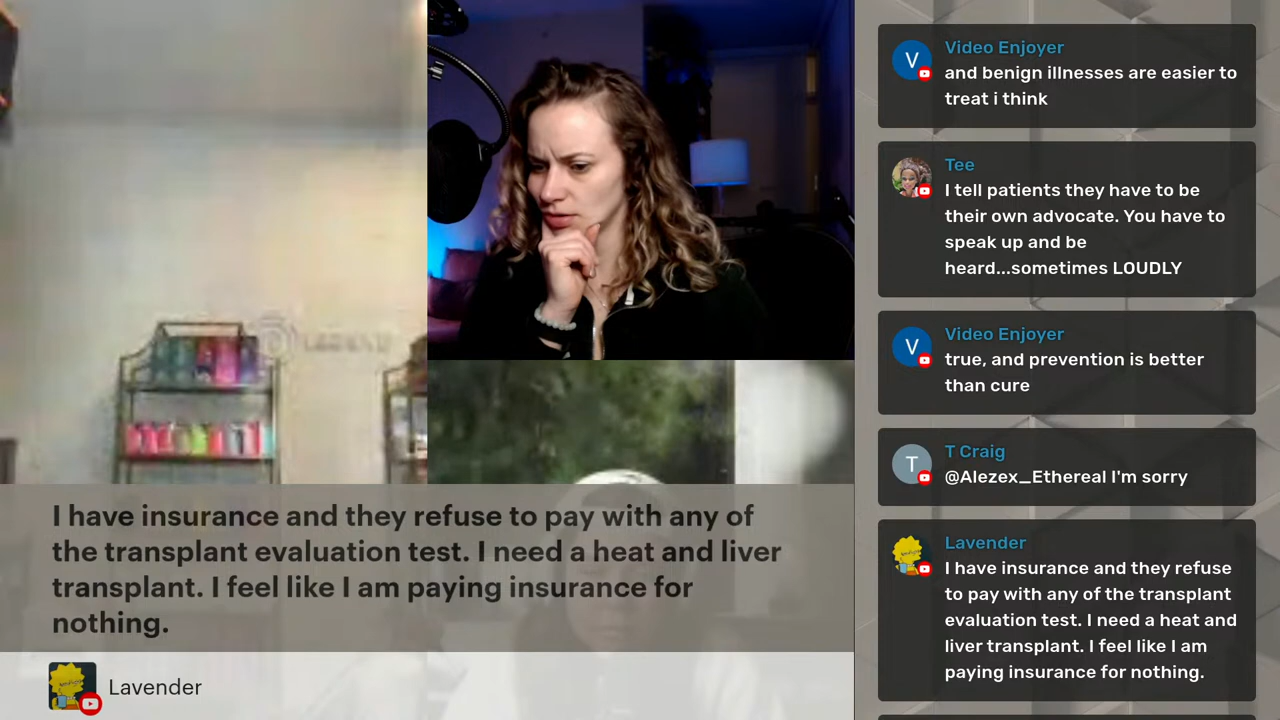 I have insurance and they refuse to pay with any of
the transplant evaluation test. I need a heat and liver
transplant. I feel like I am paying insurance for
nothing.
Lavender
V
Video Enjoyer
and benign illnesses are easier to
treat i think
Tee
I tell patients they have to be
their own advocate. You have to
speak up and be
heard...sometimes LOUDLY
V
Video Enjoyer
true, and prevention is better
than cure
T
T Craig
@Alezex_Ethereal I'm sorry
Lavender
I have insurance and they refuse
to pay with any of the transplant
evaluation test. I need a heat and
liver transplant. I feel like I am
paying insurance for nothing.